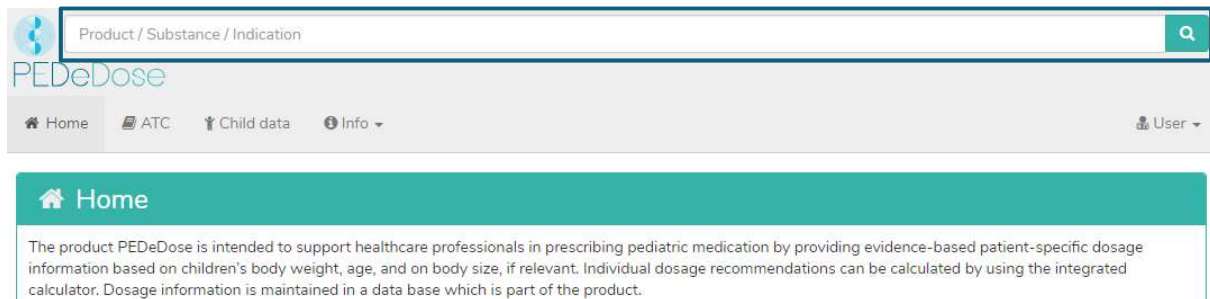 Product / Substance / Indication
PEDeDose
Home ATC Child data Info User
Home
The product PEDeDose is intended to support healthcare professionals in prescribing pediatric medication by providing evidence-based patient-specific dosage
information based on children's body weight, age, and on body size, if relevant. Individual dosage recommendations can be calculated by using the integrated
calculator. Dosage information is maintained in a data base which is part of the product.